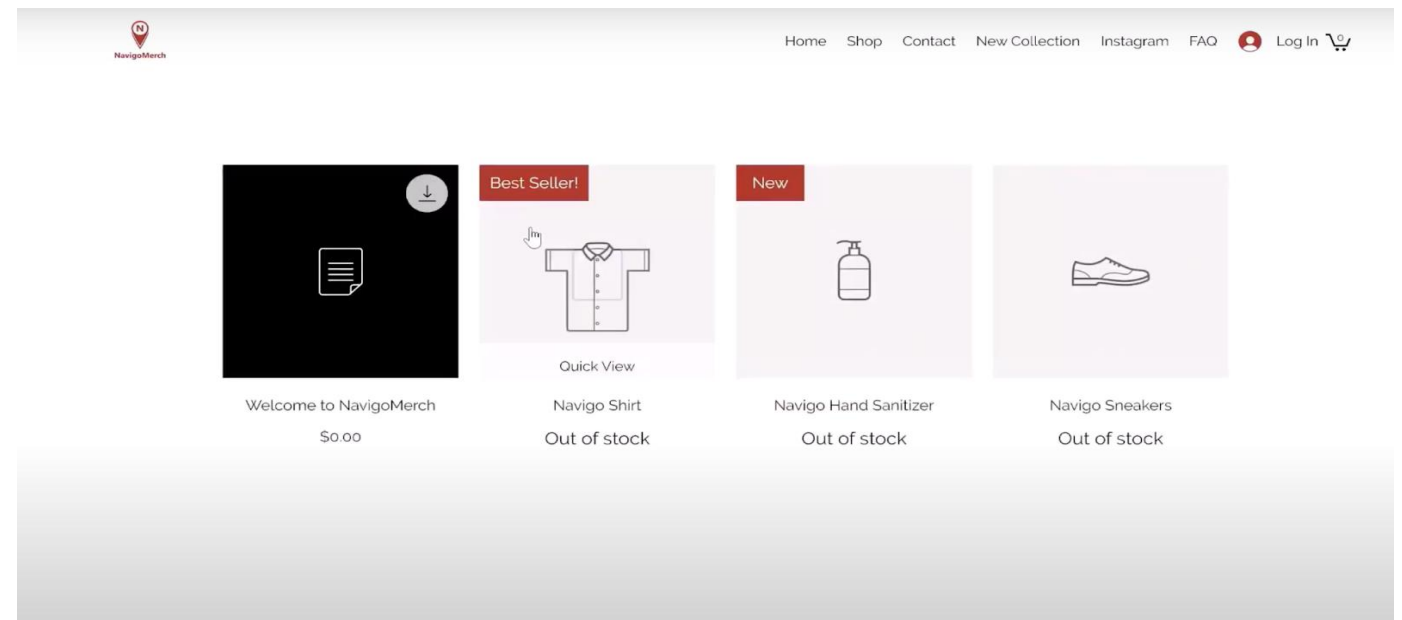 N
NavigoMerch
Home Shop Contact New Collection Instagram FAQ Log In 0
Best Seller!
New
Quick View
Welcome to NavigoMerch
$0.00
Navigo Shirt
Out of stock
Navigo Hand Sanitizer
Out of stock
Navigo Sneakers
Out of stock